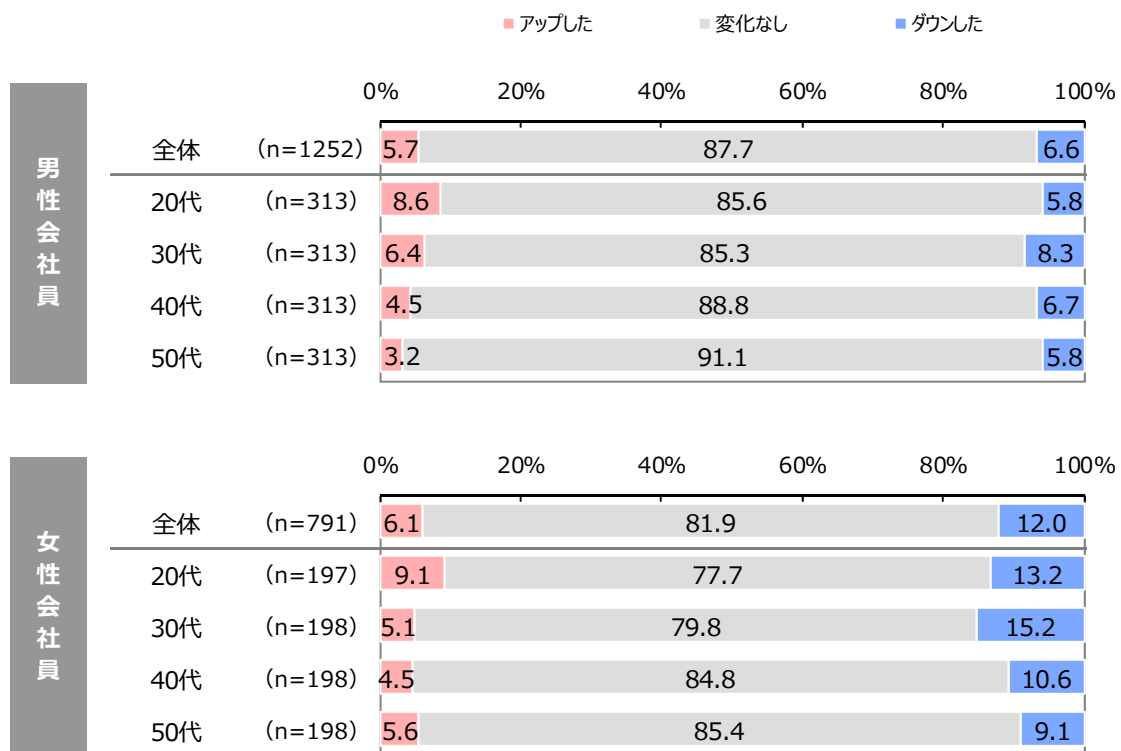 アップした 変化なし ダウンした
0% 20% 40% 60% 80% 100%
男性会社員
全体 (n=1252) 5.7 87.7 6.6
20代 (n=313) 8.6 85.6 5.8
30代 (n=313) 6.4 85.3 8.3
40代 (n=313) 4.5 88.8 6.7
50代 (n=313) 3.2 91.1 5.8
0% 20% 40% 60% 80% 100%
女性会社員
全体 (n=791) 6.1 81.9 12.0
20代 (n=197) 9.1 77.7 13.2
30代 (n=198) 5.1 79.8 15.2
40代 (n=198) 4.5 84.8 10.6
50代 (n=198) 5.6 85.4 9.1